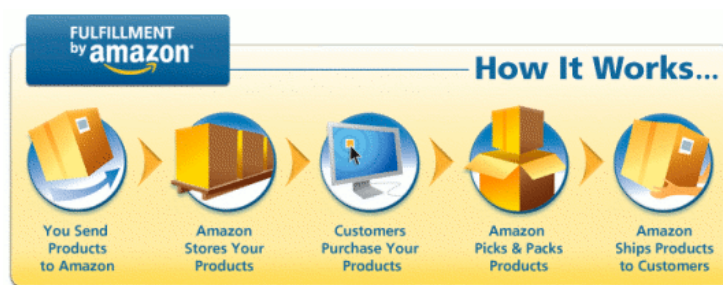 FULFILLMENT
by amazon
How It Works...
You Send
Products
to Amazon
Amazon
Stores Your
Products
Customers
Purchase Your
Products
Amazon
Picks & Packs
Products
Amazon
Ships Products
to Customers